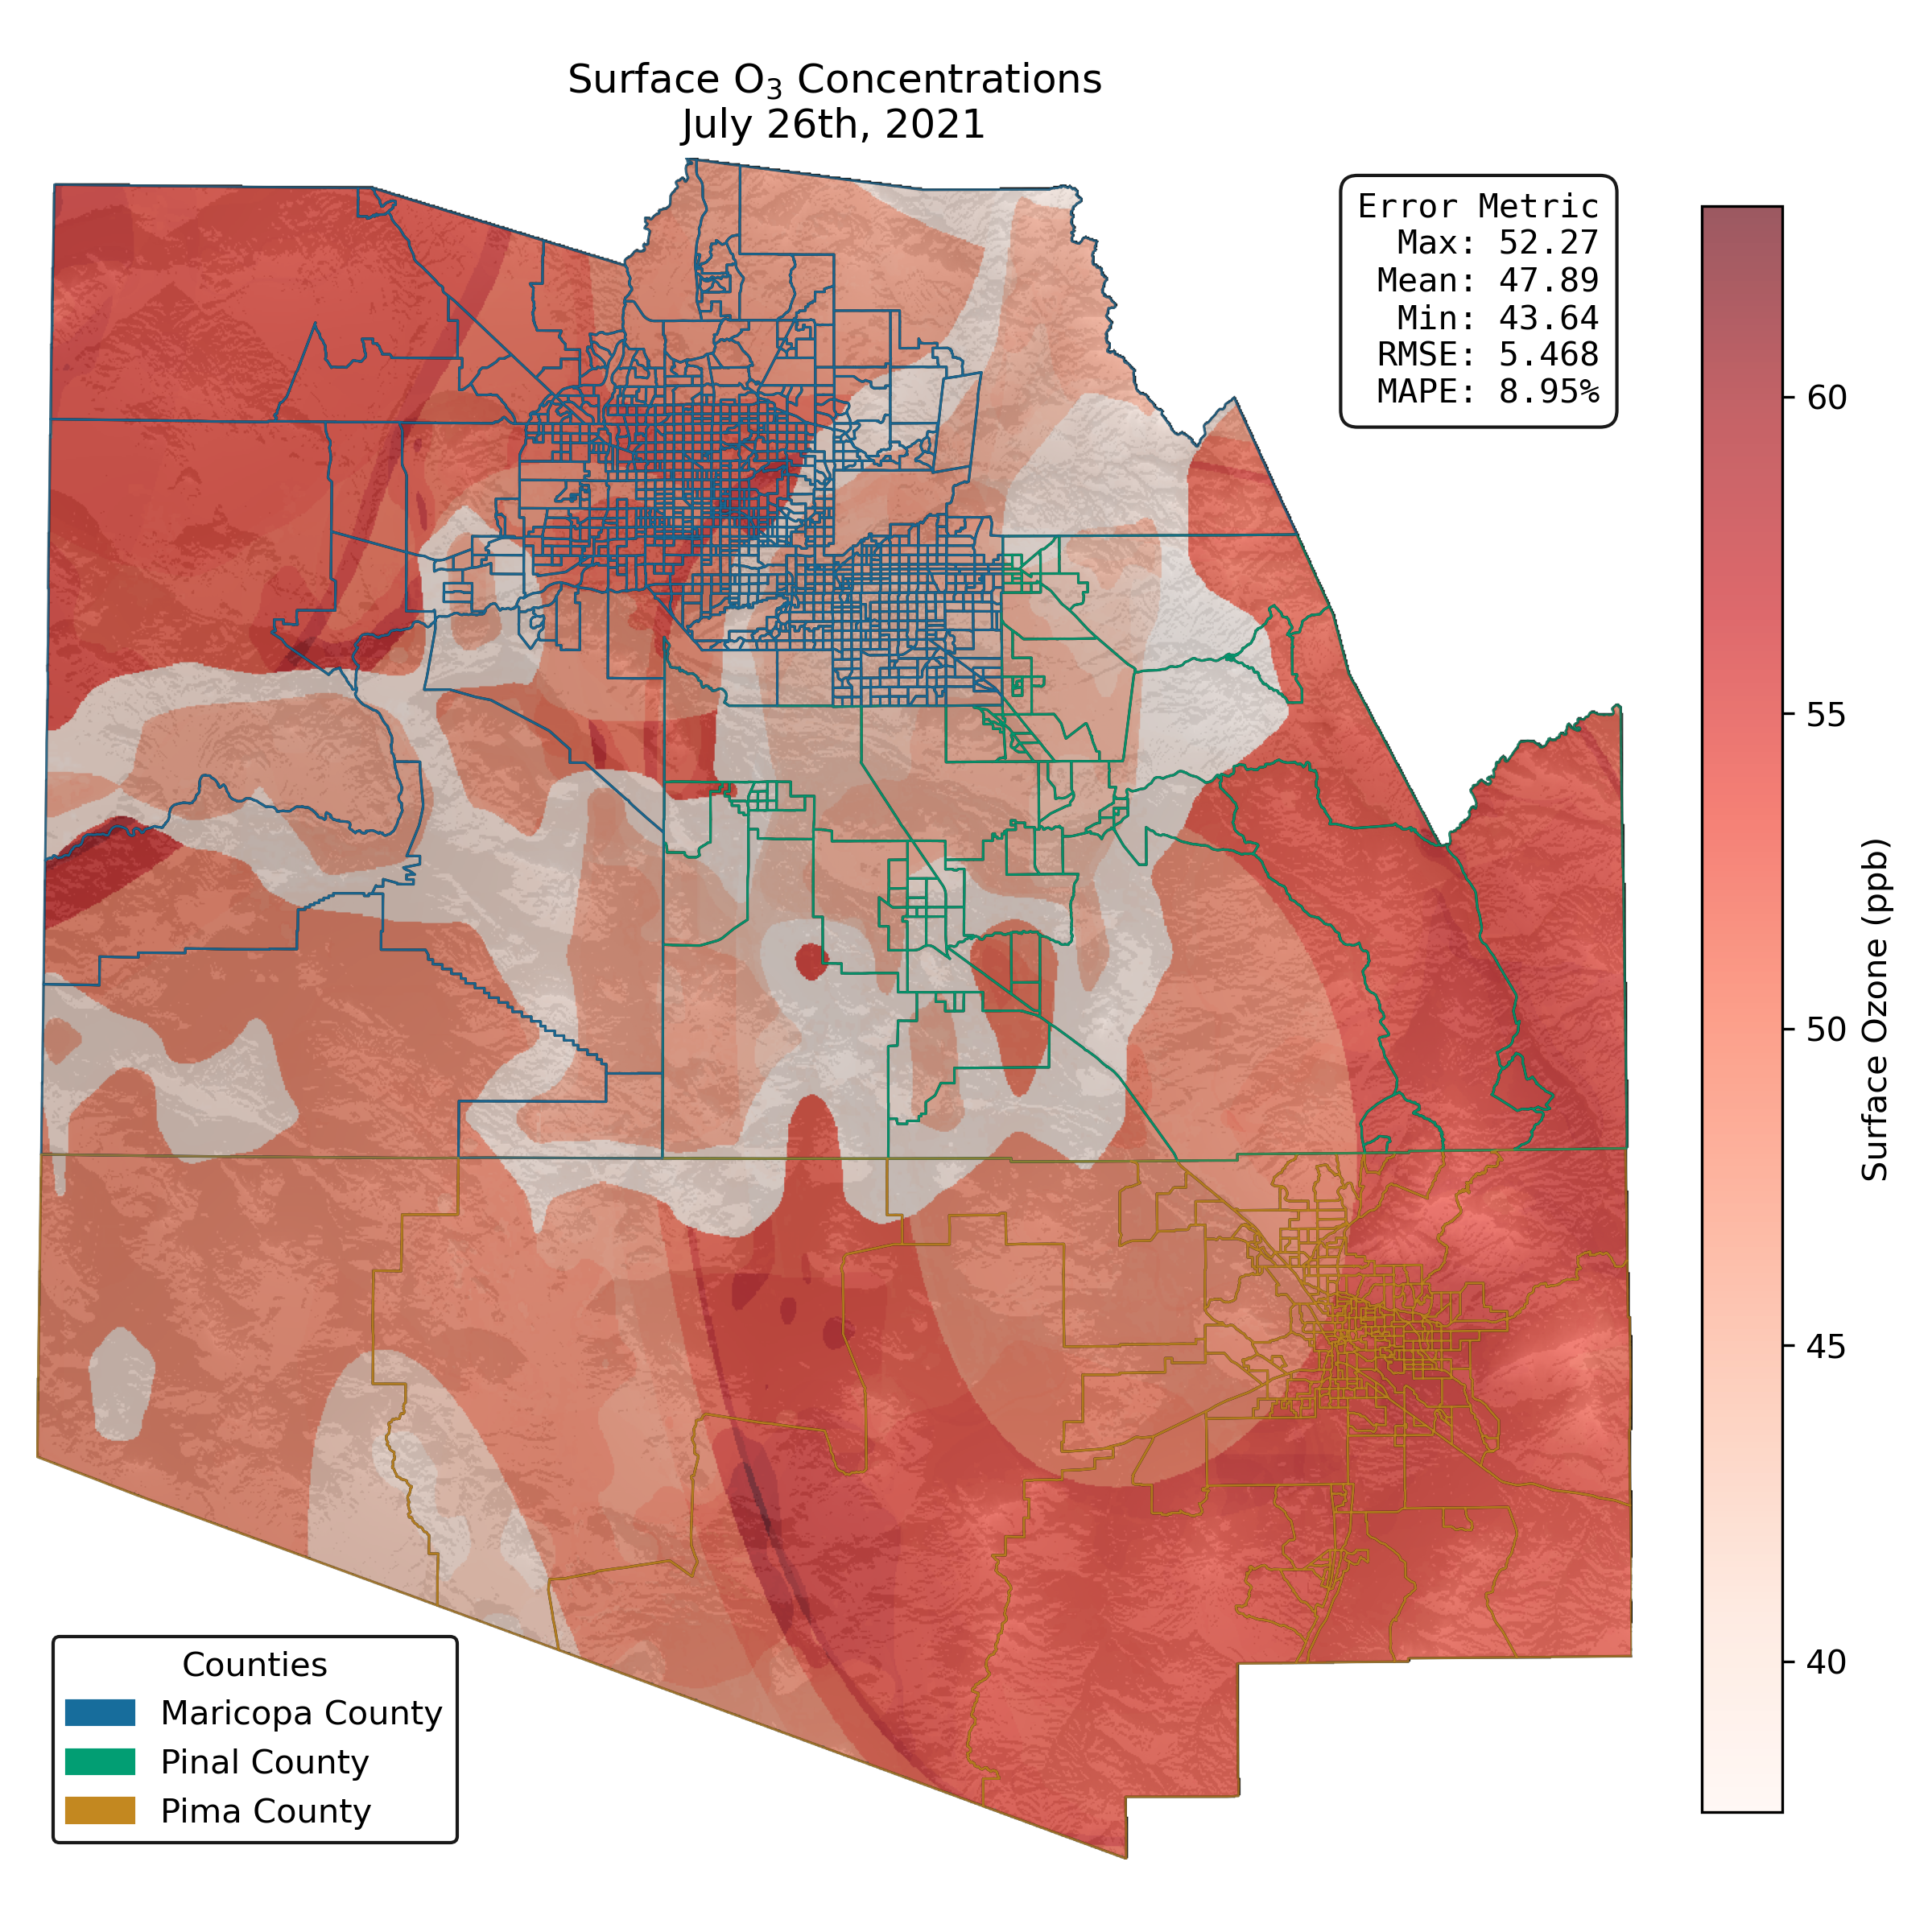 Surface O₃ Concentrations
July 26th, 2021
Error Metric
Max: 52.27
Mean: 47.89
Min: 43.64
RMSE: 5.468
MAPE: 8.95%
60
55
50
45
40
Surface Ozone (ppb)
Counties
Maricopa County
Pinal County
Pima County